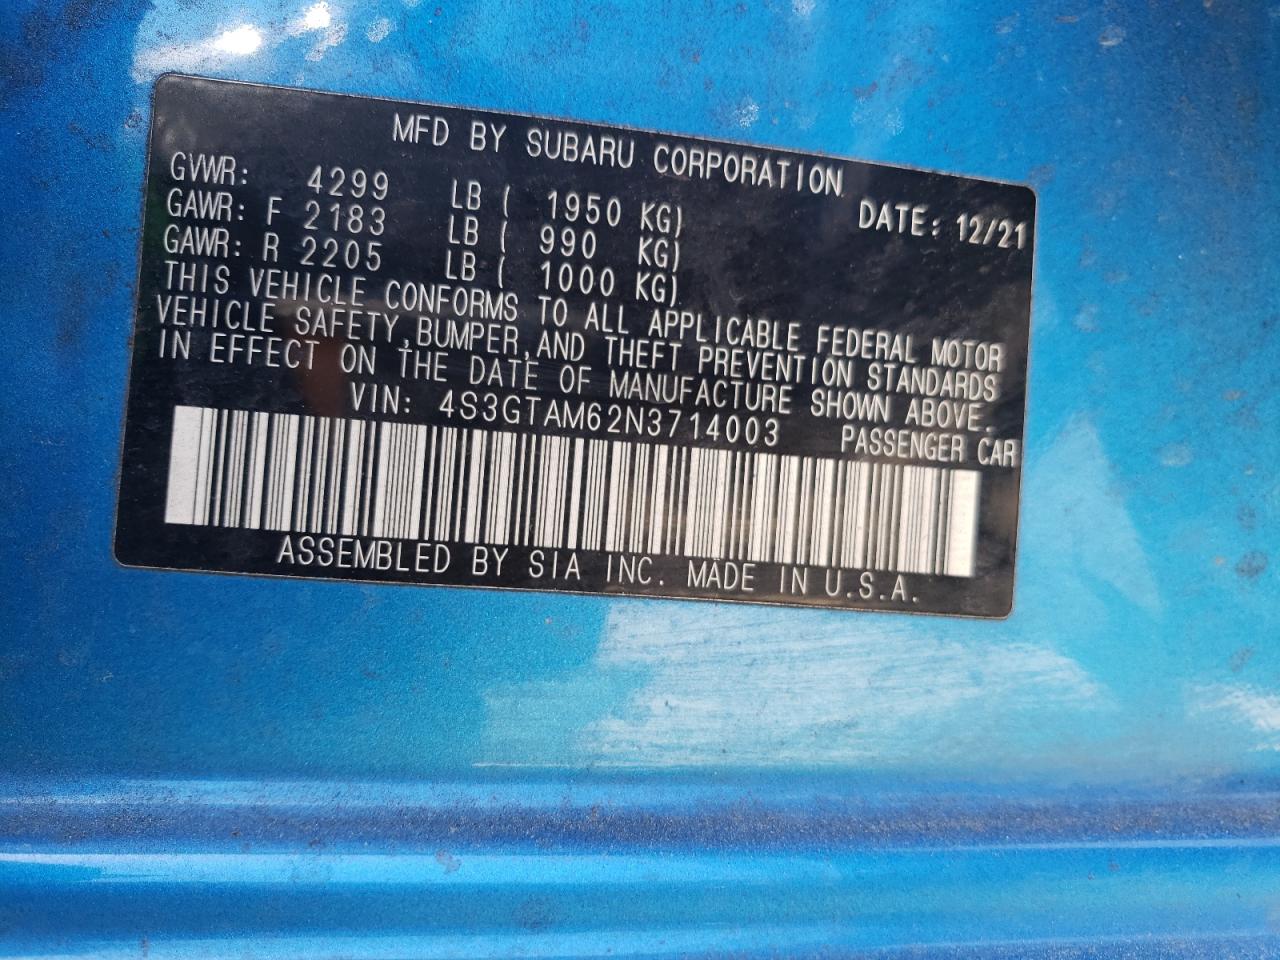 MFD BY SUBARU CORPORATION
GVWR: 4299 LB ( 1950 KG) DATE: 12/21
GAWR: F 2183 LB ( 990 KG)
GAWR: R 2205 LB ( 1000 KG)
THIS VEHICLE CONFORMS TO ALL APPLICABLE FEDERAL MOTOR
VEHICLE SAFETY,BUMPER,AND THEFT PREVENTION STANDARDS
IN EFFECT ON THE DATE OF MANUFACTURE SHOWN ABOVE.
VIN: 4S3GTAM62N3714003 PASSENGER CAR
ASSEMBLED BY SIA INC. MADE IN U.S.A.